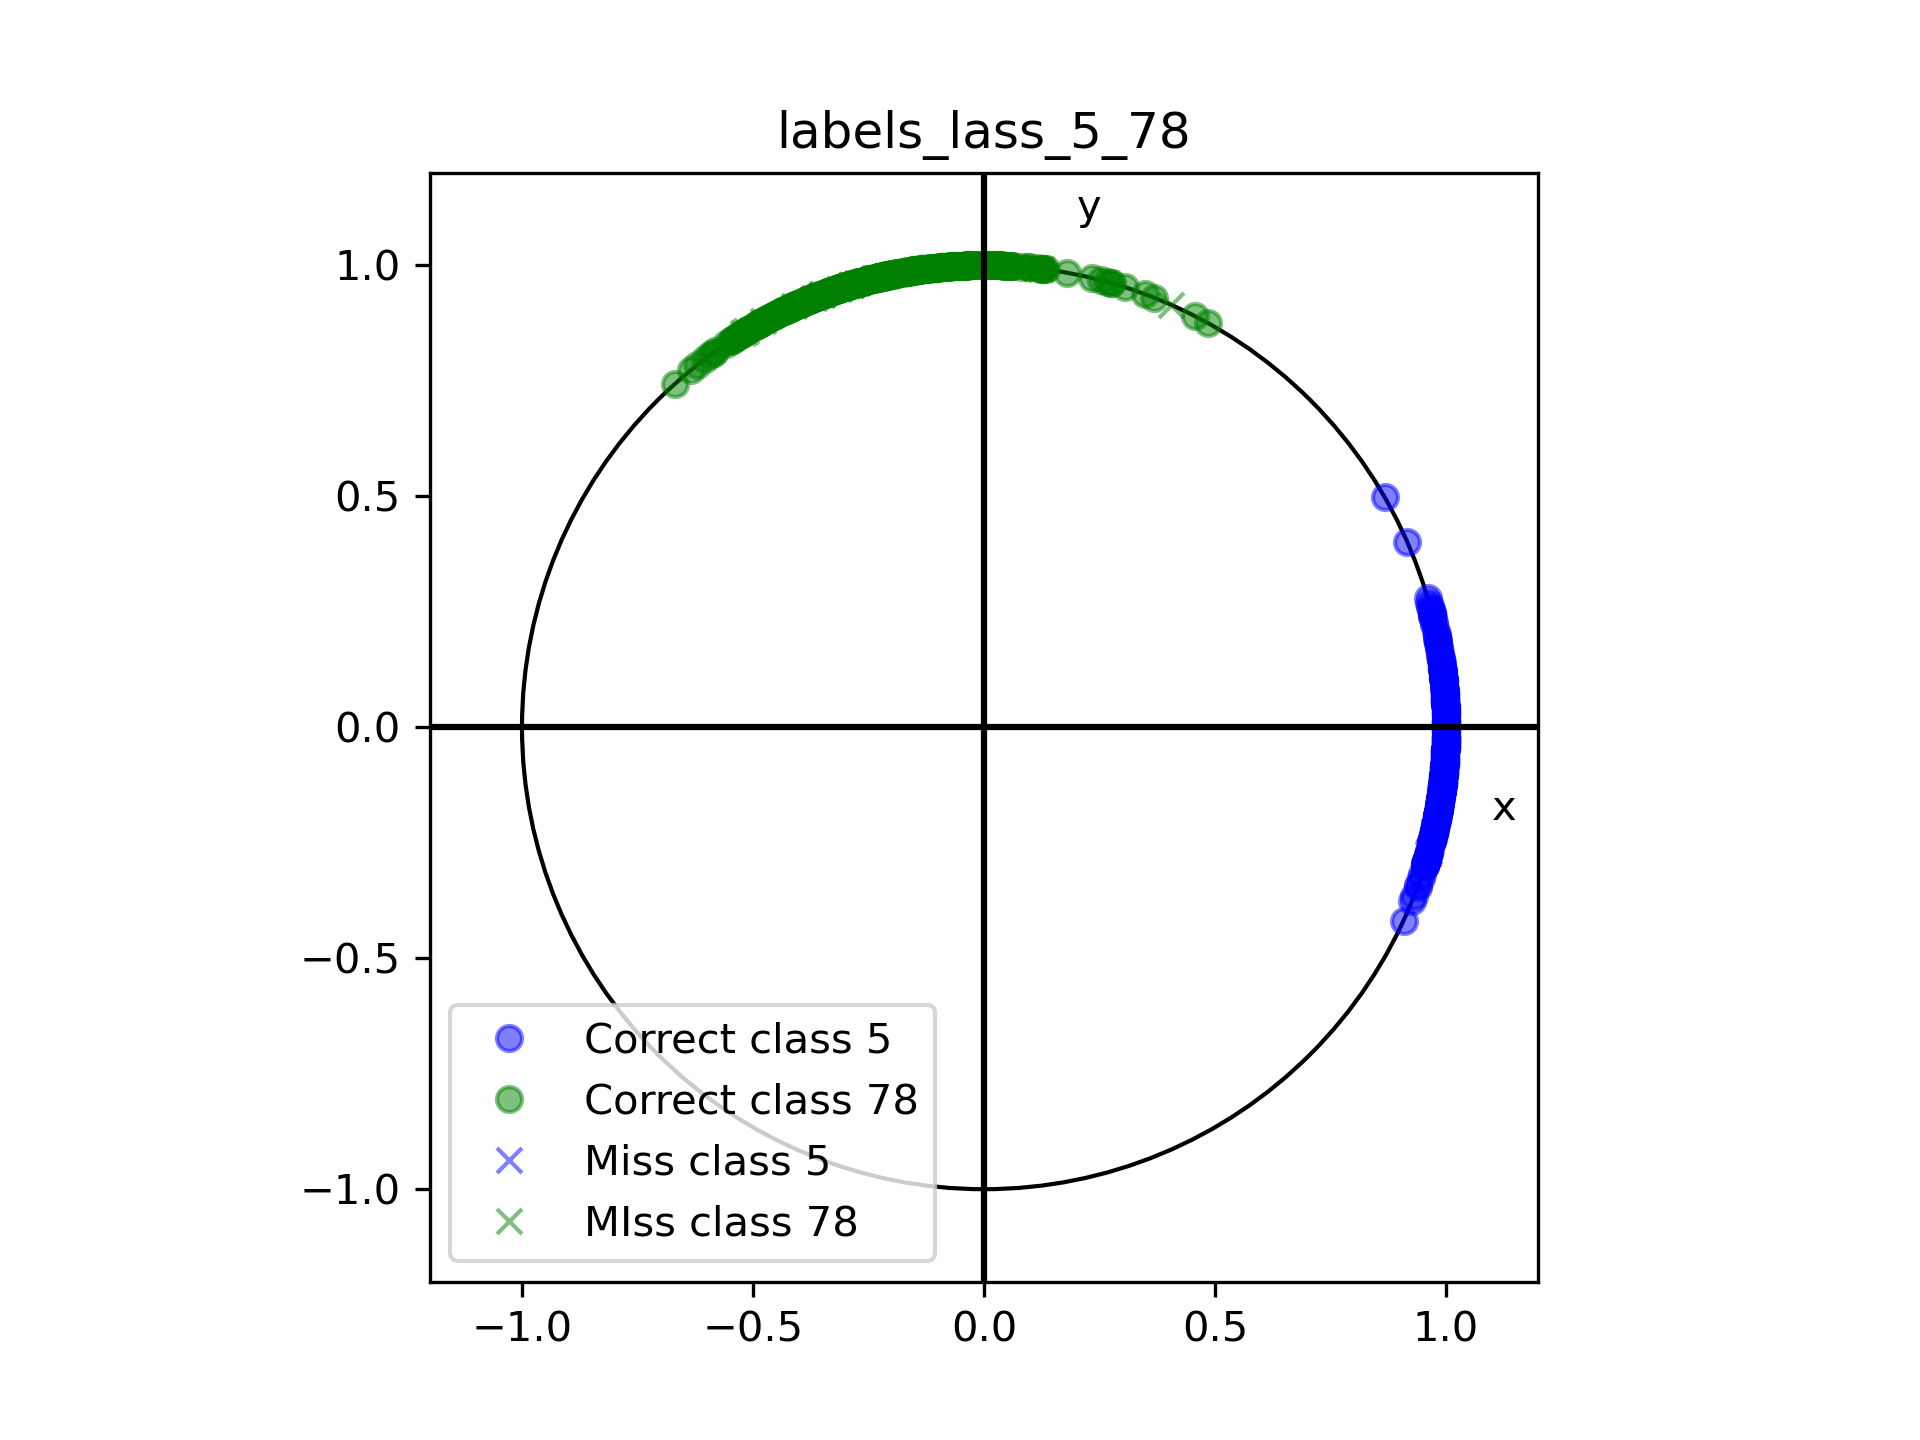 labels_lass_5_78
y
1.0
0.5
0.0
x
−0.5
−1.0
Correct class 5
Correct class 78
Miss class 5
MIss class 78
−1.0 −0.5 0.0 0.5 1.0